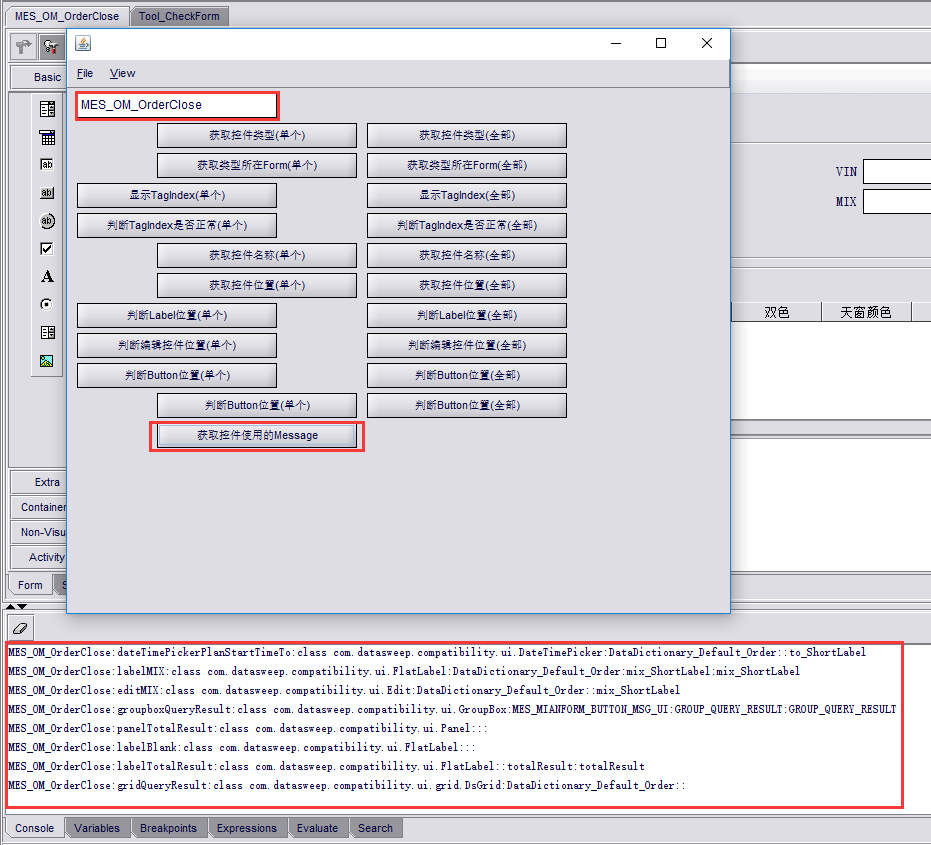 MES_OM_OrderClose Tool_CheckForm
Basic
File View
MES_OM_OrderClose
获取控件类型(单个) 获取控件类型(全部)
获取类型所在Form(单个) 获取类型所在Form(全部)
显示TagIndex(单个) 显示TagIndex(全部)
判断TagIndex是否正常(单个) 判断TagIndex是否正常(全部)
获取控件名称(单个) 获取控件名称(全部)
获取控件位置(单个) 获取控件位置(全部)
判断Label位置(单个) 判断Label位置(全部)
判断编辑控件位置(单个) 判断编辑控件位置(全部)
判断Button位置(单个) 判断Button位置(全部)
判断Button位置(单个) 判断Button位置(全部)
获取控件使用的Message
VIN
MIX
双色 天窗颜色
Extra
Container
Non-Visu
Activity
Form S
MES_OM_OrderClose:dateTimePickerPlanStartTimeTo:class com.datasweep.compatibility.ui.DateTimePicker:DataDictionary_Default_Order::to_ShortLabel
MES_OM_OrderClose:labelMIX:class com.datasweep.compatibility.ui.FlatLabel:DataDictionary_Default_Order:mix_ShortLabel:mix_ShortLabel
MES_OM_OrderClose:editMIX:class com.datasweep.compatibility.ui.Edit:DataDictionary_Default_Order::mix_ShortLabel
MES_OM_OrderClose:groupboxQueryResult:class com.datasweep.compatibility.ui.GroupBox:MES_MIANFORM_BUTTON_MSG_UI:GROUP_QUERY_RESULT:GROUP_QUERY_RESULT
MES_OM_OrderClose:panelTotalResult:class com.datasweep.compatibility.ui.Panel:::
MES_OM_OrderClose:labelBlank:class com.datasweep.compatibility.ui.FlatLabel:::
MES_OM_OrderClose:labelTotalResult:class com.datasweep.compatibility.ui.FlatLabel::totalResult:totalResult
MES_OM_OrderClose:gridQueryResult:class com.datasweep.compatibility.ui.grid.DsGrid:DataDictionary_Default_Order::
Console Variables Breakpoints Expressions Evaluate Search